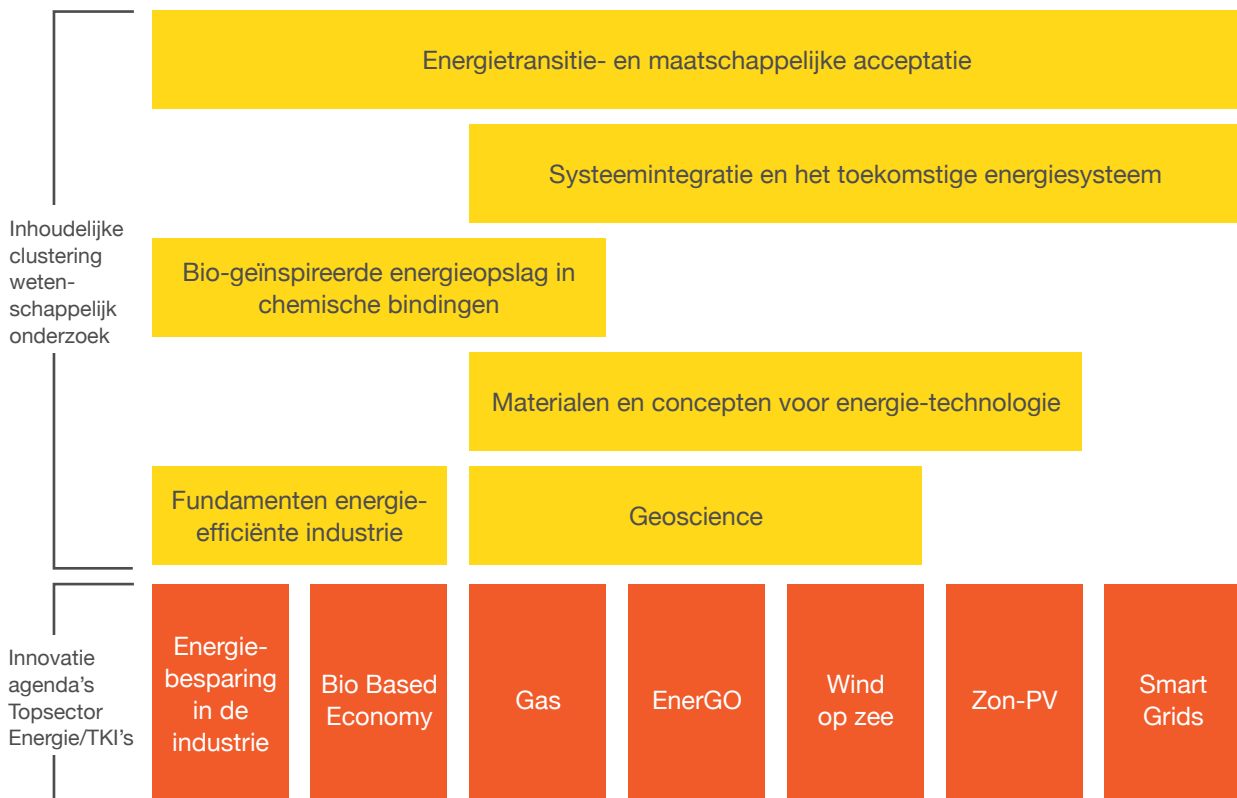 Energietransitie- en maatschappelijke acceptatie
Systeemintegratie en het toekomstige energiesysteem
Inhoudelijke
clustering
weten-
schappelijk
onderzoek
Bio-geïnspireerde energieopslag in
chemische bindingen
Materialen en concepten voor energie-technologie
Fundamenten energie-
efficiënte industrie
Geoscience
Innovatie
agenda's
Topsector
Energie/TKI's
Energie-
besparing
in de
industrie
Bio Based
Economy
Gas
EnerGO
Wind
op zee
Zon-PV
Smart
Grids